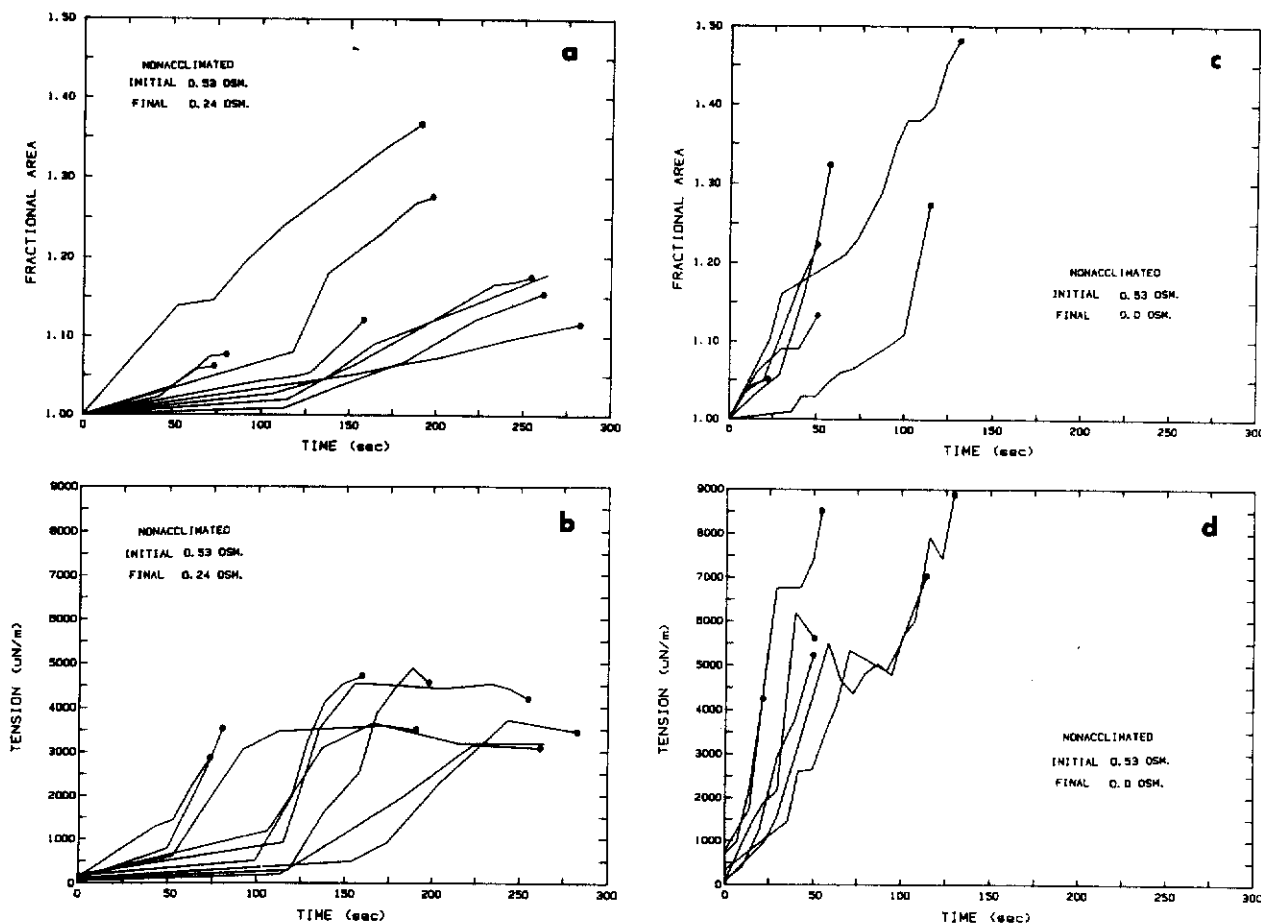 1.50
1.40
1.30
1.20
1.10
1.00
FRACTIONAL AREA
NONACCLIMATED
INITIAL 0.53 OSM.
FINAL 0.24 OSM.
a
0 50 100 150 200 250 300
TIME (sec)
1.50
1.40
1.30
1.20
1.10
1.00
FRACTIONAL AREA
c
NONACCLIMATED
INITIAL 0.53 OSM.
FINAL 0.0 OSM.
0 50 100 150 200 250 300
TIME (sec)
9000
8000
7000
6000
5000
4000
3000
2000
1000
0
TENSION (uN/m)
NONACCLIMATED
INITIAL 0.53 OSM.
FINAL 0.24 OSM.
b
0 50 100 150 200 250 300
TIME (sec)
9000
8000
7000
6000
5000
4000
3000
2000
1000
0
TENSION (uN/m)
d
NONACCLIMATED
INITIAL 0.53 OSM.
FINAL 0.0 OSM.
0 50 100 150 200 250 300
TIME (sec)